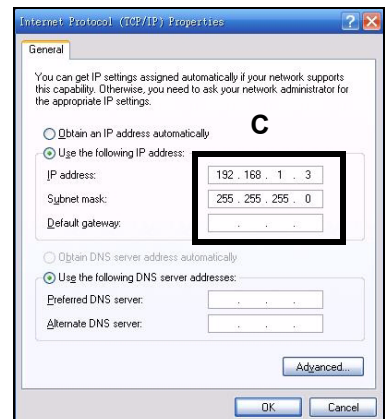 Internet Protocol (TCP/IP) Properties
General
You can get IP settings assigned automatically if your network supports
this capability. Otherwise, you need to ask your network administrator for
the appropriate IP settings.
Obtain an IP address automatically
C
Use the following IP address:
IP address: 192 . 168 . 1 . 3
Subnet mask: 255 . 255 . 255 . 0
Default gateway: . . .
Obtain DNS server address automatically
Use the following DNS server addresses:
Preferred DNS server: . . .
Alternate DNS server: . . .
Advanced...
OK Cancel